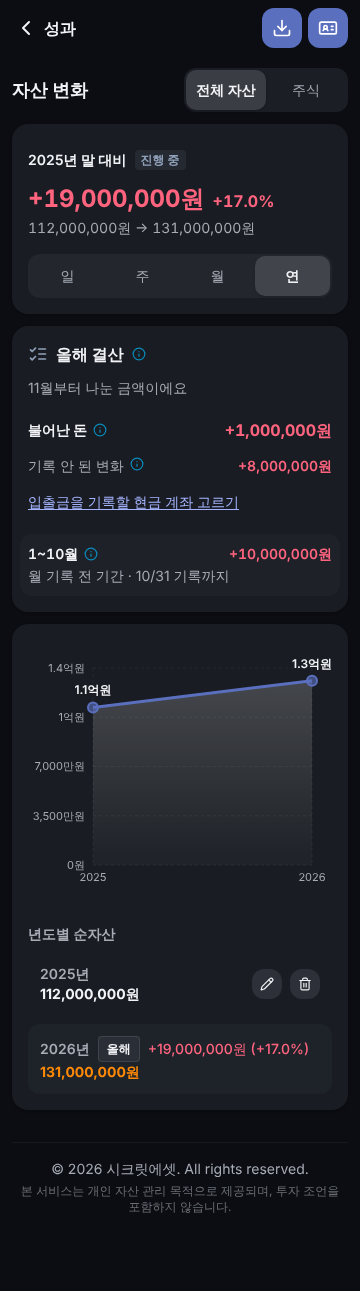 성과
자산 변화
전체 자산 주식
2025년 말 대비 진행 중
+19,000,000원 +17.0%
112,000,000원 → 131,000,000원
일 주 월 연
올해 결산
11월부터 나눈 금액이에요
불어난 돈 +1,000,000원
기록 안 된 변화 +8,000,000원
입출금을 기록할 현금 계좌 고르기
1~10월 +10,000,000원
월 기록 전 기간 · 10/31 기록까지
1.3억원
1.4억원
1.1억원
1억원
7,000만원
3,500만원
0원
2025 2026
년도별 순자산
2025년
112,000,000원
2026년 올해 +19,000,000원 (+17.0%)
131,000,000원
© 2026 시크릿에셋. All rights reserved.
본 서비스는 개인 자산 관리 목적으로 제공되며, 투자 조언을
포함하지 않습니다.